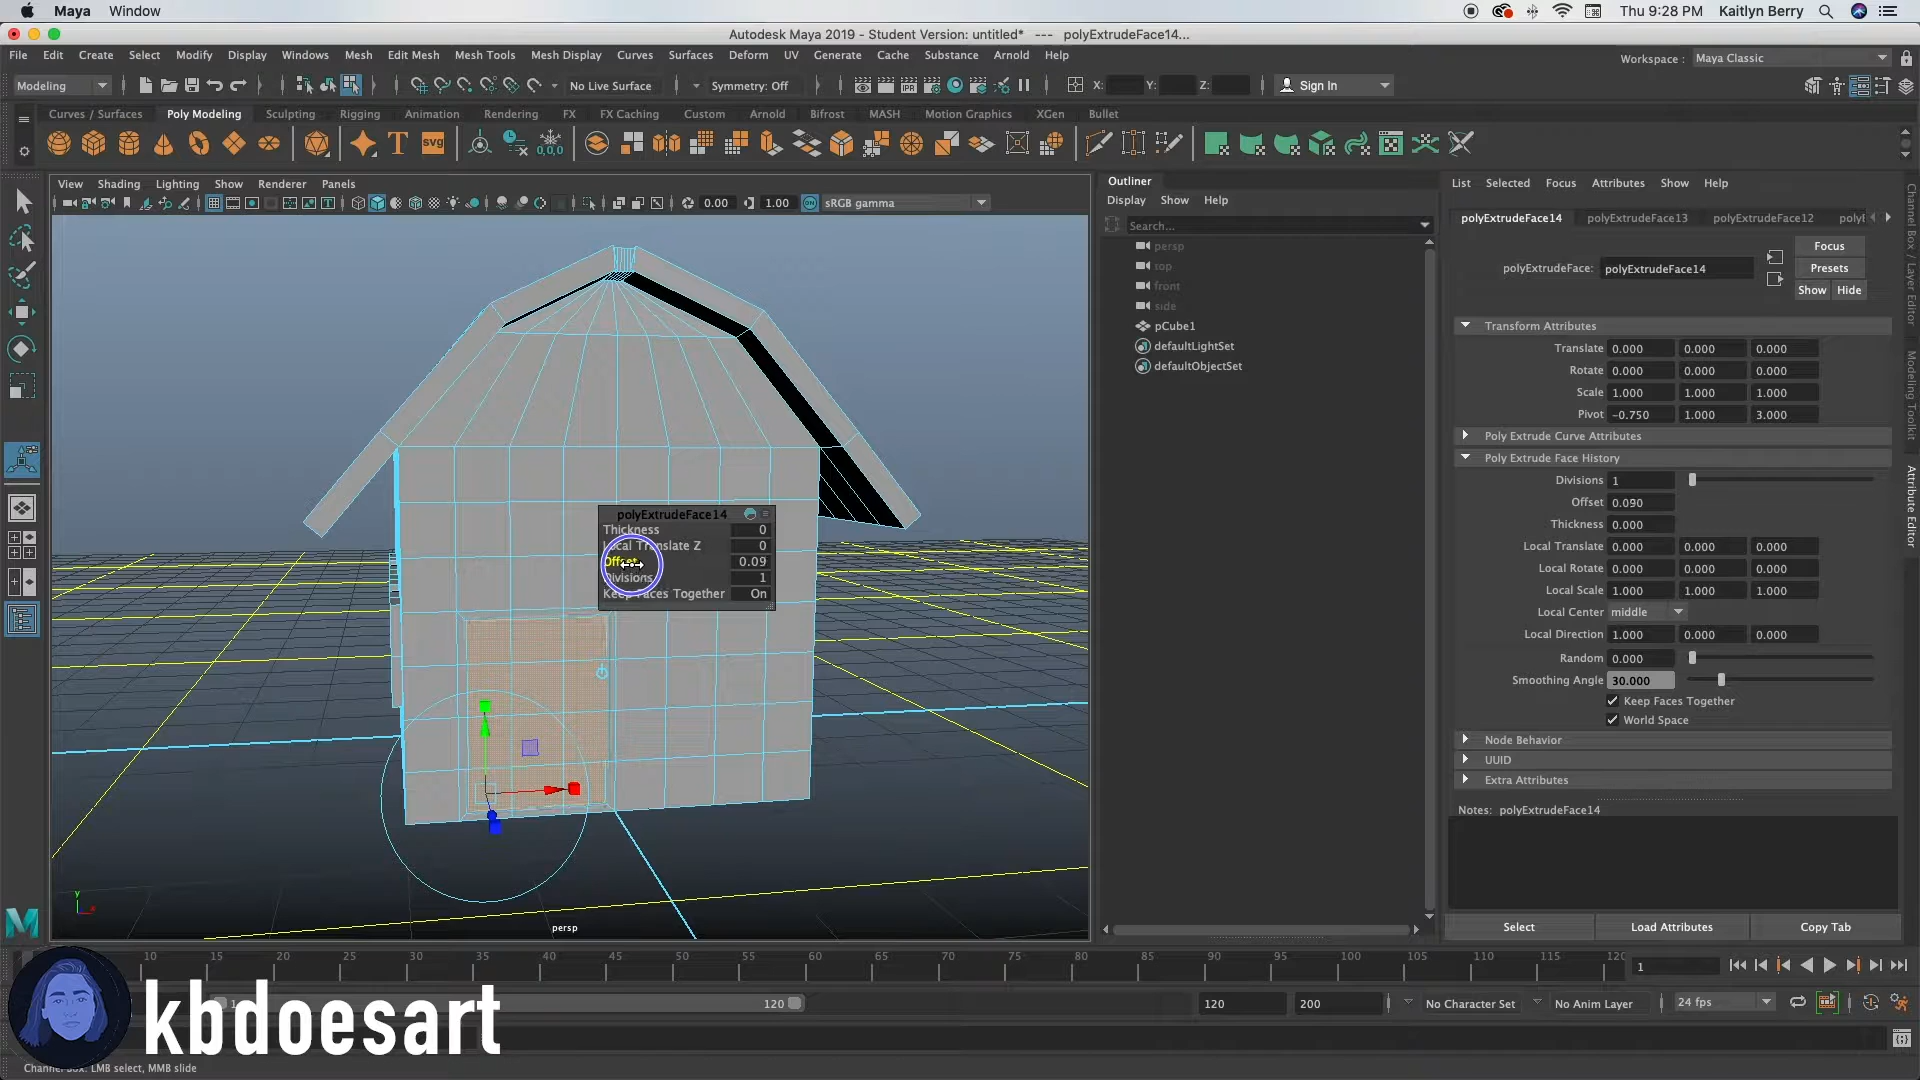 Maya Window
Thu 9:28 PM Kaitlyn Berry
Autodesk Maya 2019 - Student Version: untitled* --- polyExtrudeFace14...
File Edit Create Select Modify Display Windows Mesh Edit Mesh Mesh Tools Mesh Display Curves Surfaces Deform UV Generate Cache Substance Arnold Help
Workspace : Maya Classic
Modeling No Live Surface Symmetry: Off X: Y: Z: Sign In
Curves / Surfaces Poly Modeling Sculpting Rigging Animation Rendering FX FX Caching Custom Arnold Bifrost MASH Motion Graphics XGen Bullet
View Shading Lighting Show Renderer Panels
0.00 1.00 sRGB gamma
Outliner
Display Show Help
Search...
persp
top
front
side
pCube1
defaultLightSet
defaultObjectSet
List Selected Focus Attributes Show Help
polyExtrudeFace14 polyExtrudeFace13 polyExtrudeFace12
polyExtrudeFace: polyExtrudeFace14
Focus
Presets
Show Hide
Transform Attributes
Translate 0.000 0.000 0.000
Rotate 0.000 0.000 0.000
Scale 1.000 1.000 1.000
Pivot -0.750 1.000 3.000
Poly Extrude Curve Attributes
Poly Extrude Face History
Divisions 1
Offset 0.090
Thickness 0.000
Local Translate 0.000 0.000 0.000
Local Rotate 0.000 0.000 0.000
Local Scale 1.000 1.000 1.000
Local Center middle
Local Direction 1.000 0.000 0.000
Random 0.000
Smoothing Angle 30.000
Keep Faces Together
World Space
Node Behavior
UUID
Extra Attributes
Notes: polyExtrudeFace14
Select Load Attributes Copy Tab
Channel Box / Layer Editor
Modeling Toolkit
Attribute Editor
polyExtrudeFace14
Thickness 0
Local Translate Z 0
Offset 0.09
Divisions 1
Keep Faces Together On
persp
10 15 20 25 30 35 40 45 50 55 60 65 70 75 80 85 90 95 100 105 110 115 120
1
120 120 200 No Character Set No Anim Layer 24 fps
kbdoesart
Channel Box: LMB select, MMB slide